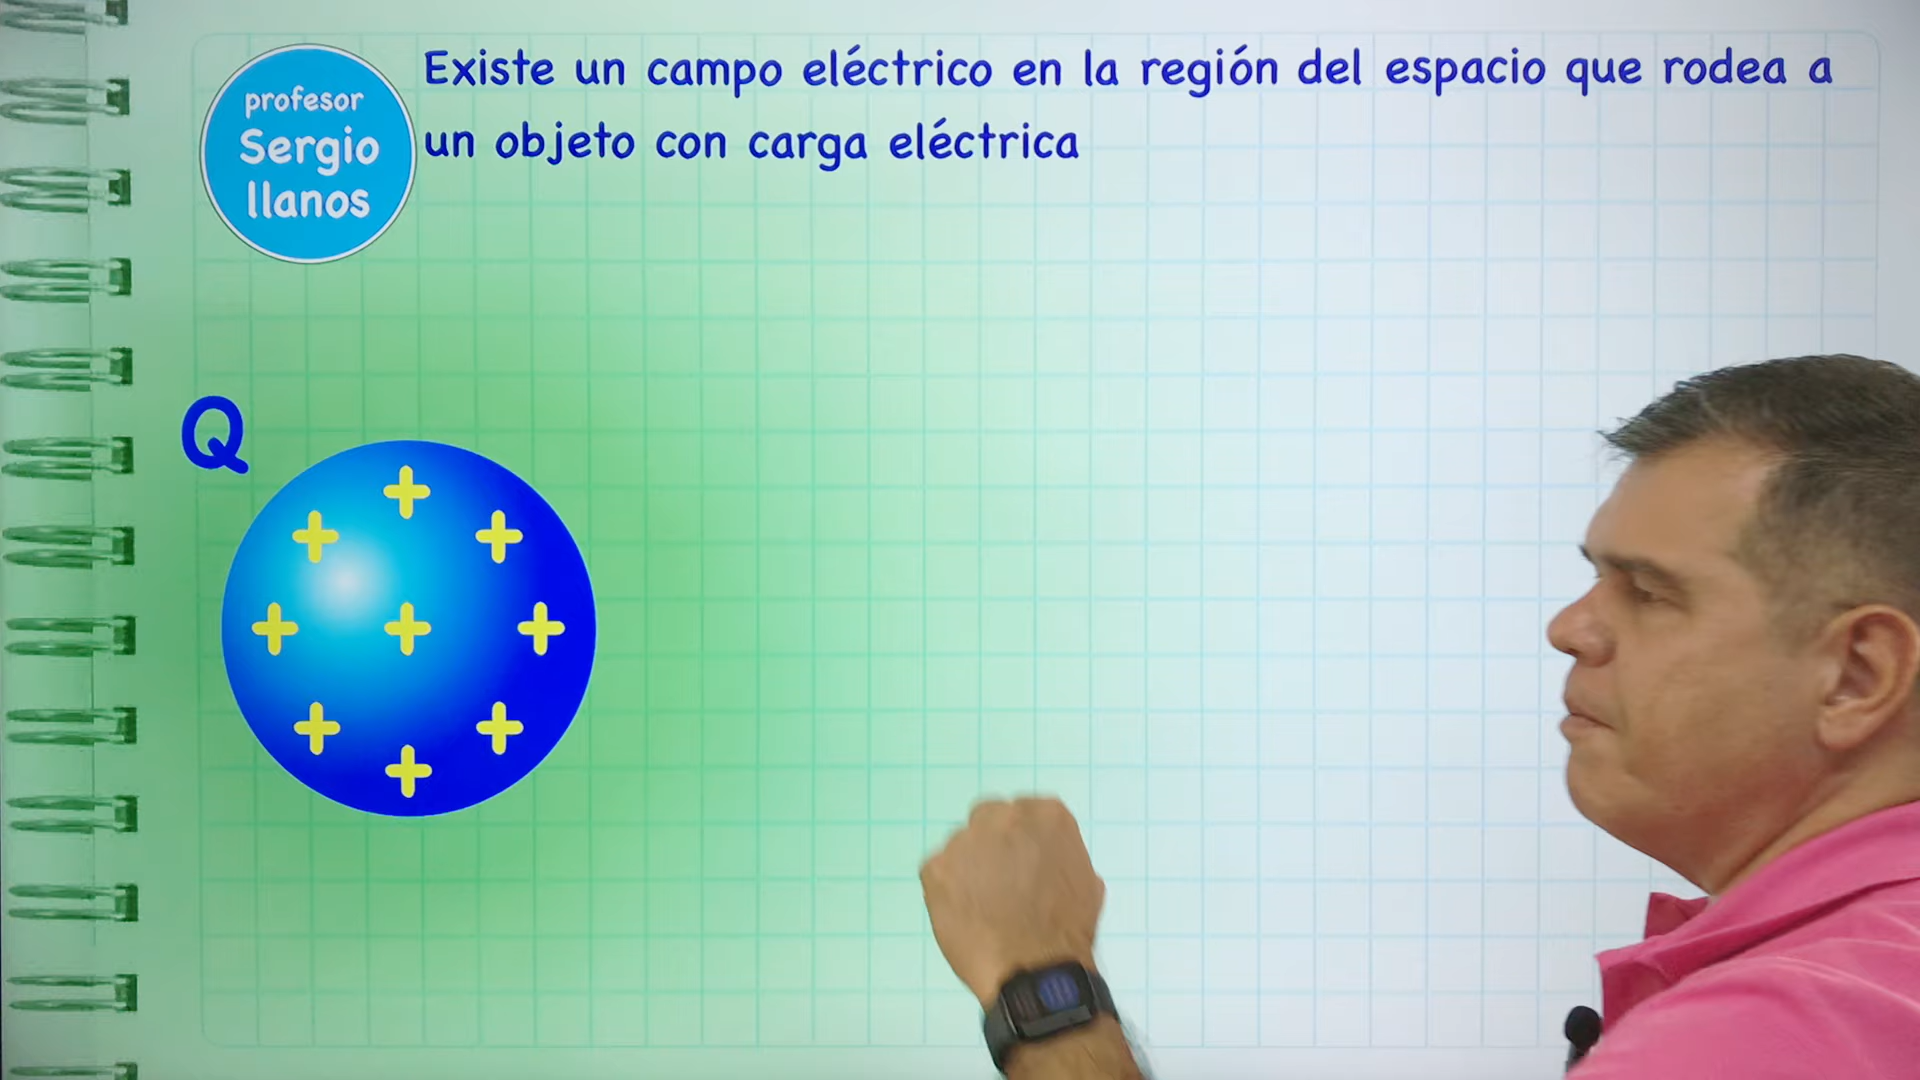 profesor
Sergio
llanos
Existe un campo eléctrico en la región del espacio que rodea a
un objeto con carga eléctrica
Q
+
+ +
+ + +
+ +
+